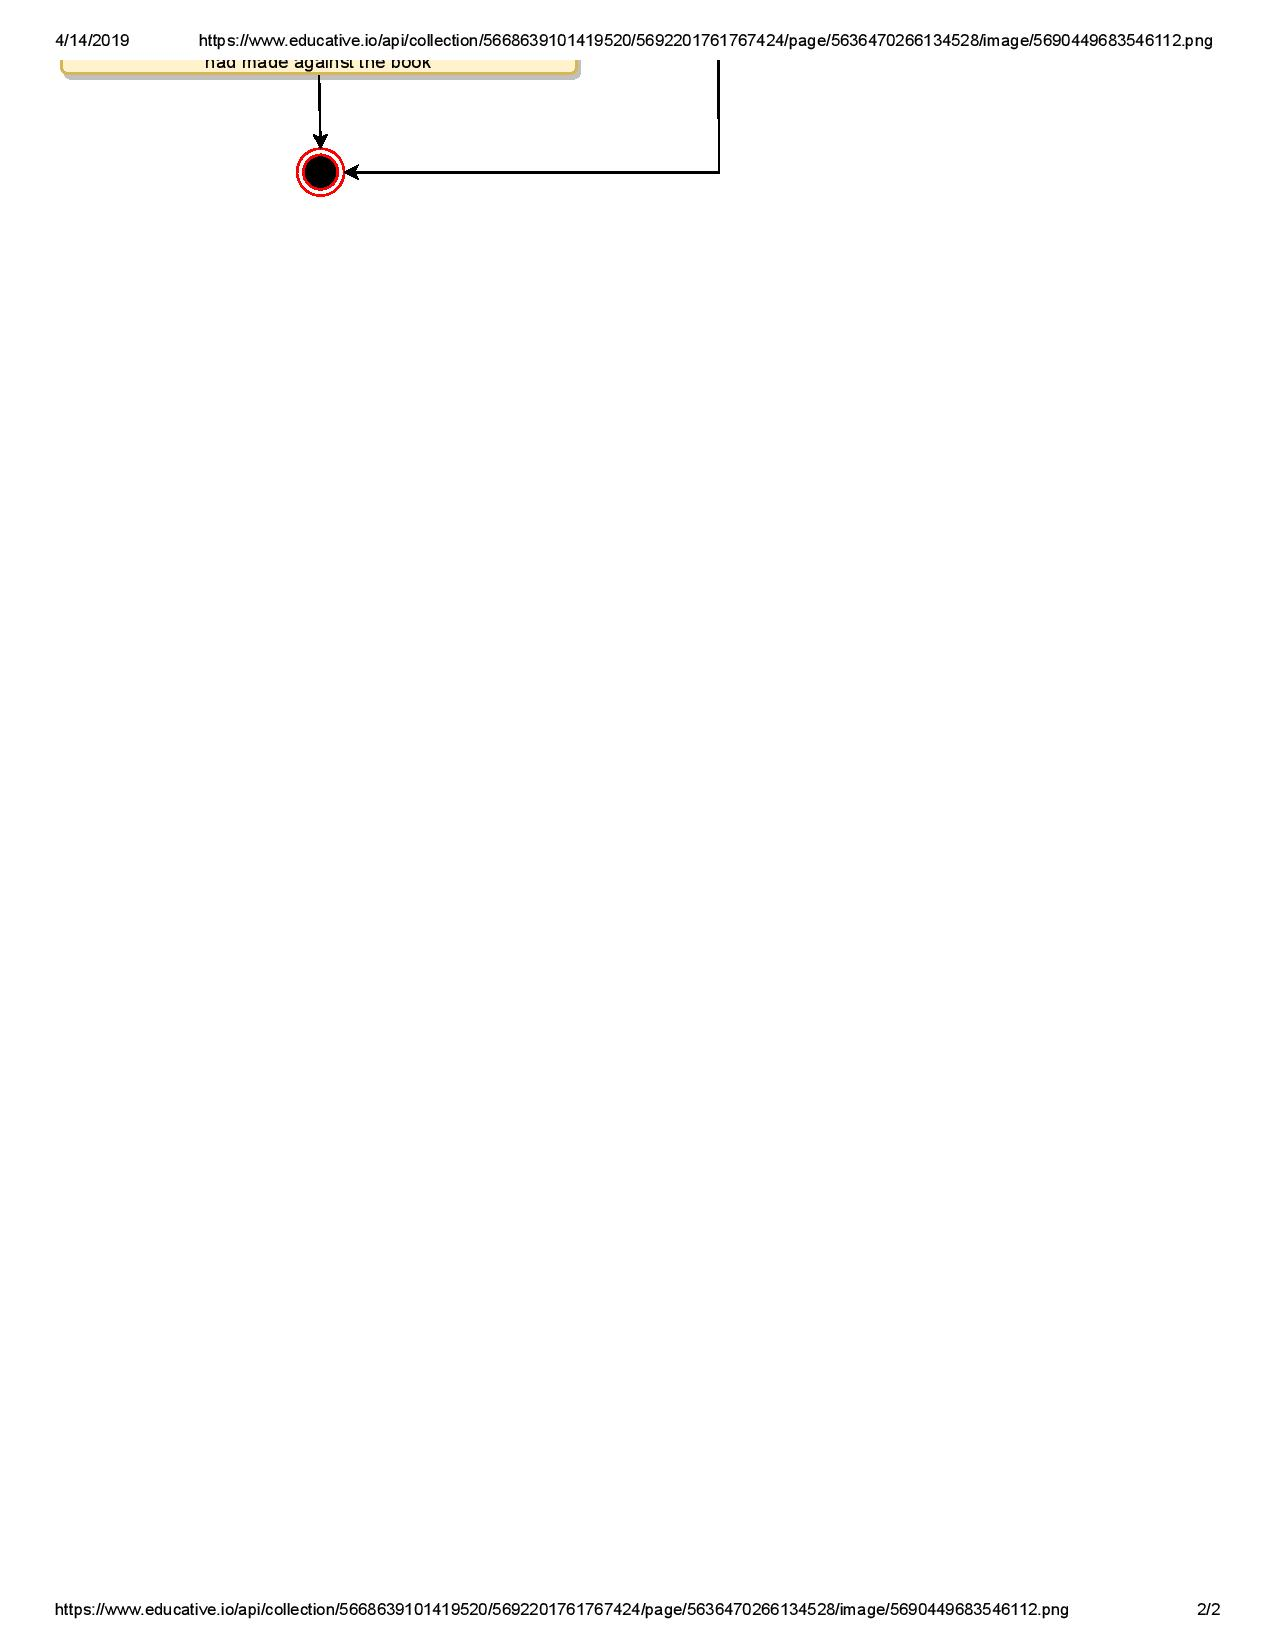 4/14/2019 https://www.educative.io/api/collection/5668639101419520/5692201761767424/page/5636470266134528/image/5690449683546112.png
had made against the book
https://www.educative.io/api/collection/5668639101419520/5692201761767424/page/5636470266134528/image/5690449683546112.png 2/2